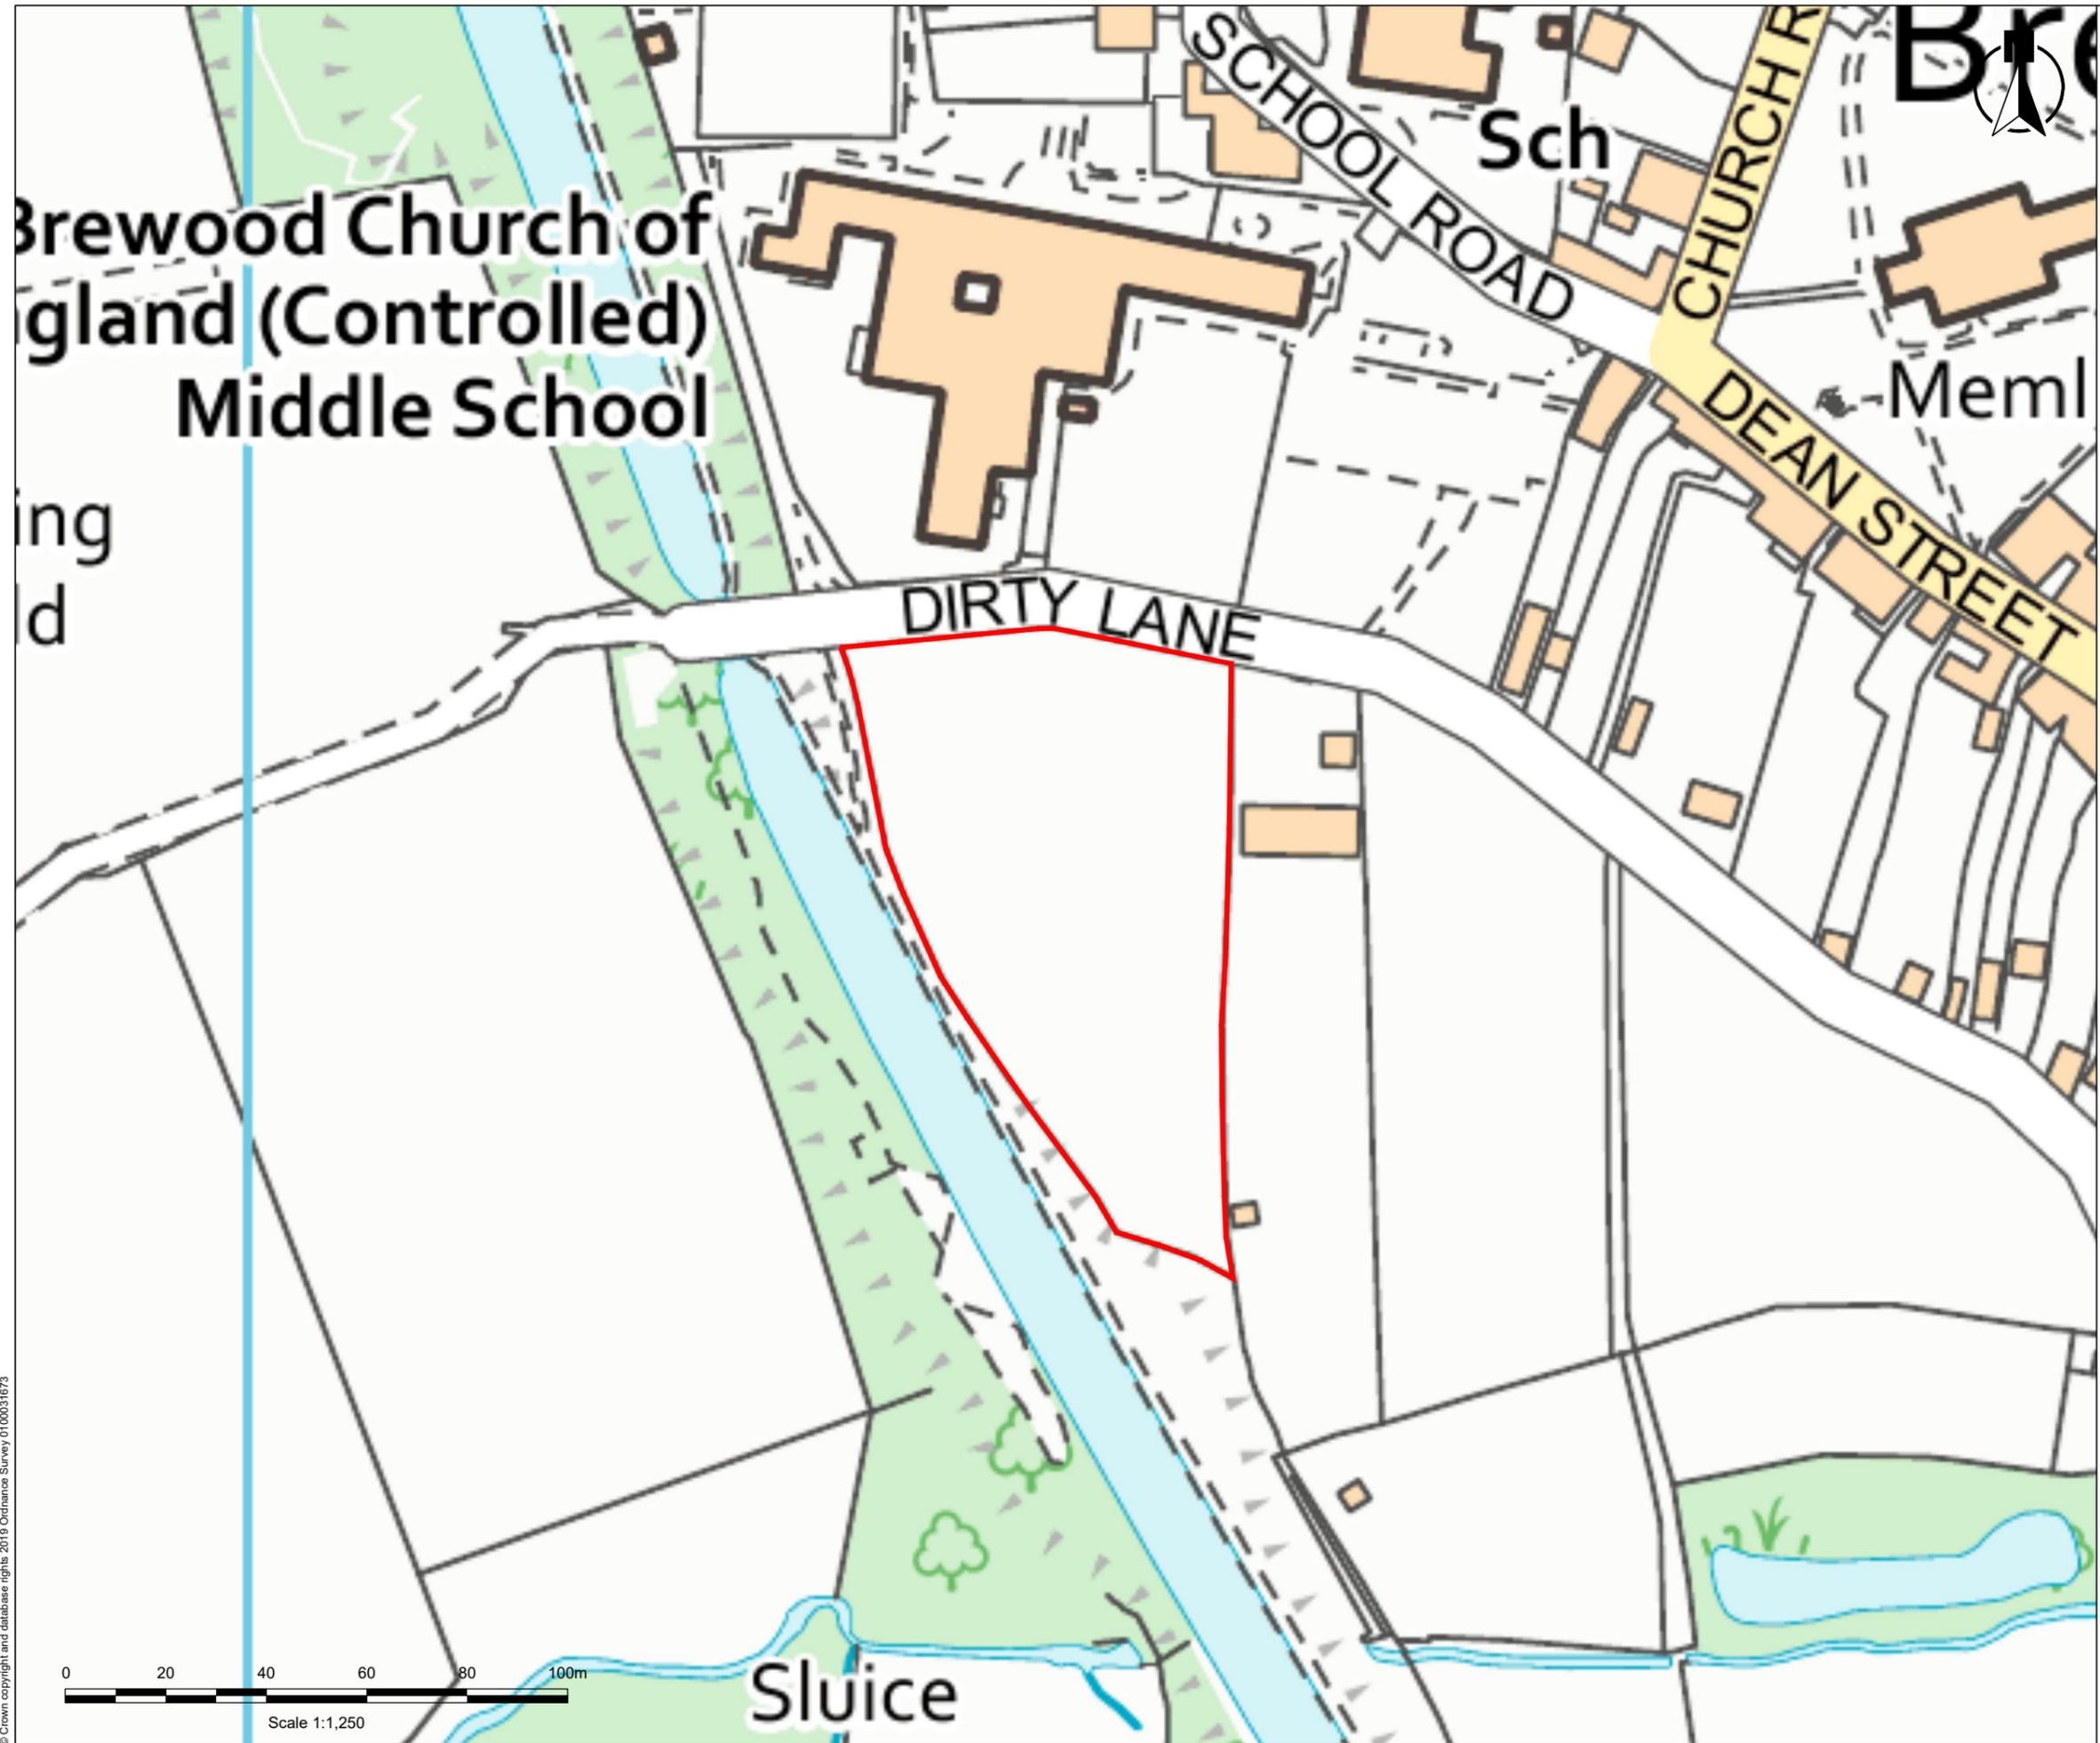 Bre
SCHOOL ROAD
Sch
CHURCH R
Brewood Church of
gland (Controlled)
Middle School
DEAN STREET
Meml
ing
ld
DIRTY LANE
Sluice
0 20 40 60 80 100m
Scale 1:1,250
© Crown copyright and database rights 2019 Ordnance Survey 0100031673